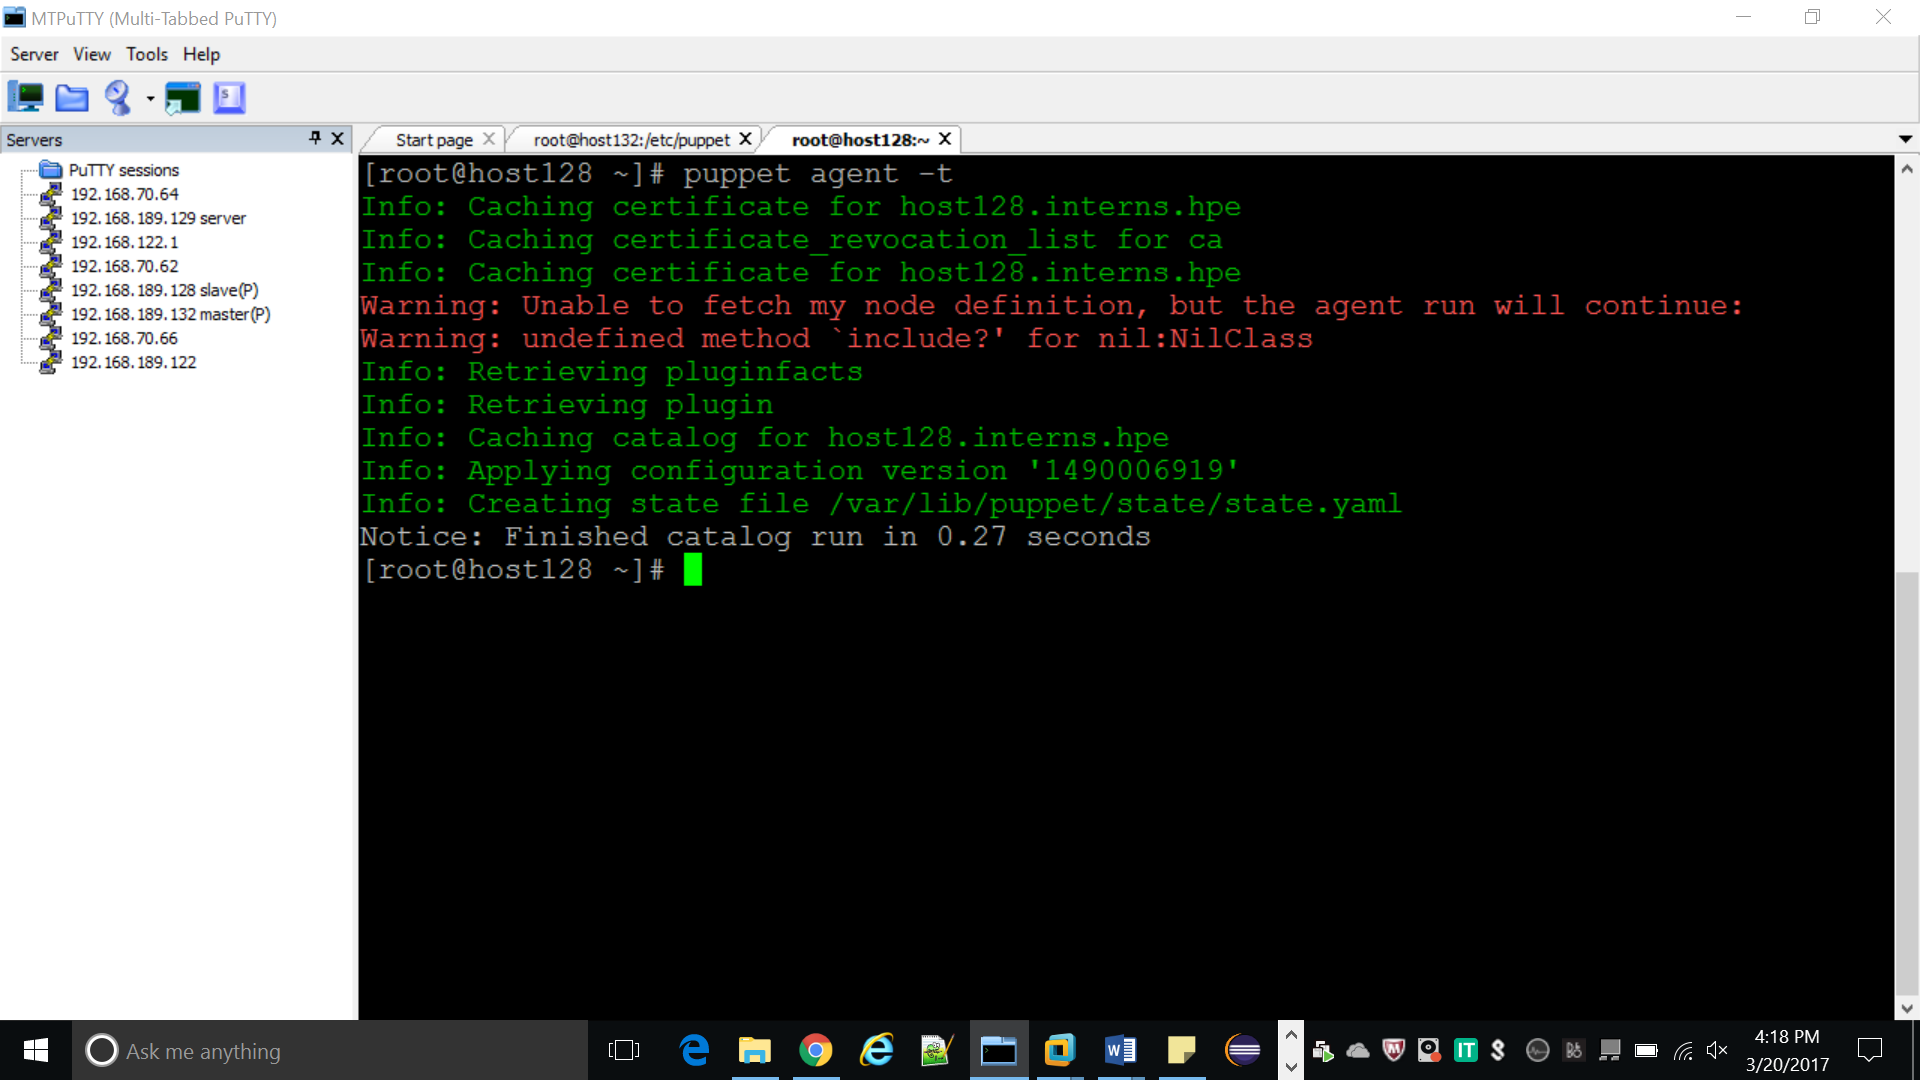 MTPuTTY (Multi-Tabbed PuTTY)
Server View Tools Help
Servers
Start page
root@host132:/etc/puppet
root@host128:~
PuTTY sessions
192.168.70.64
192.168.189.129 server
192.168.122.1
192.168.70.62
192.168.189.128 slave(P)
192.168.189.132 master(P)
192.168.70.66
192.168.189.122
[root@host128 ~]# puppet agent -t
Info: Caching certificate for host128.interns.hpe
Info: Caching certificate_revocation_list for ca
Info: Caching certificate for host128.interns.hpe
Warning: Unable to fetch my node definition, but the agent run will continue:
Warning: undefined method `include?' for nil:NilClass
Info: Retrieving pluginfacts
Info: Retrieving plugin
Info: Caching catalog for host128.interns.hpe
Info: Applying configuration version '1490006919'
Info: Creating state file /var/lib/puppet/state/state.yaml
Notice: Finished catalog run in 0.27 seconds
[root@host128 ~]#
Ask me anything
IT
4:18 PM
3/20/2017